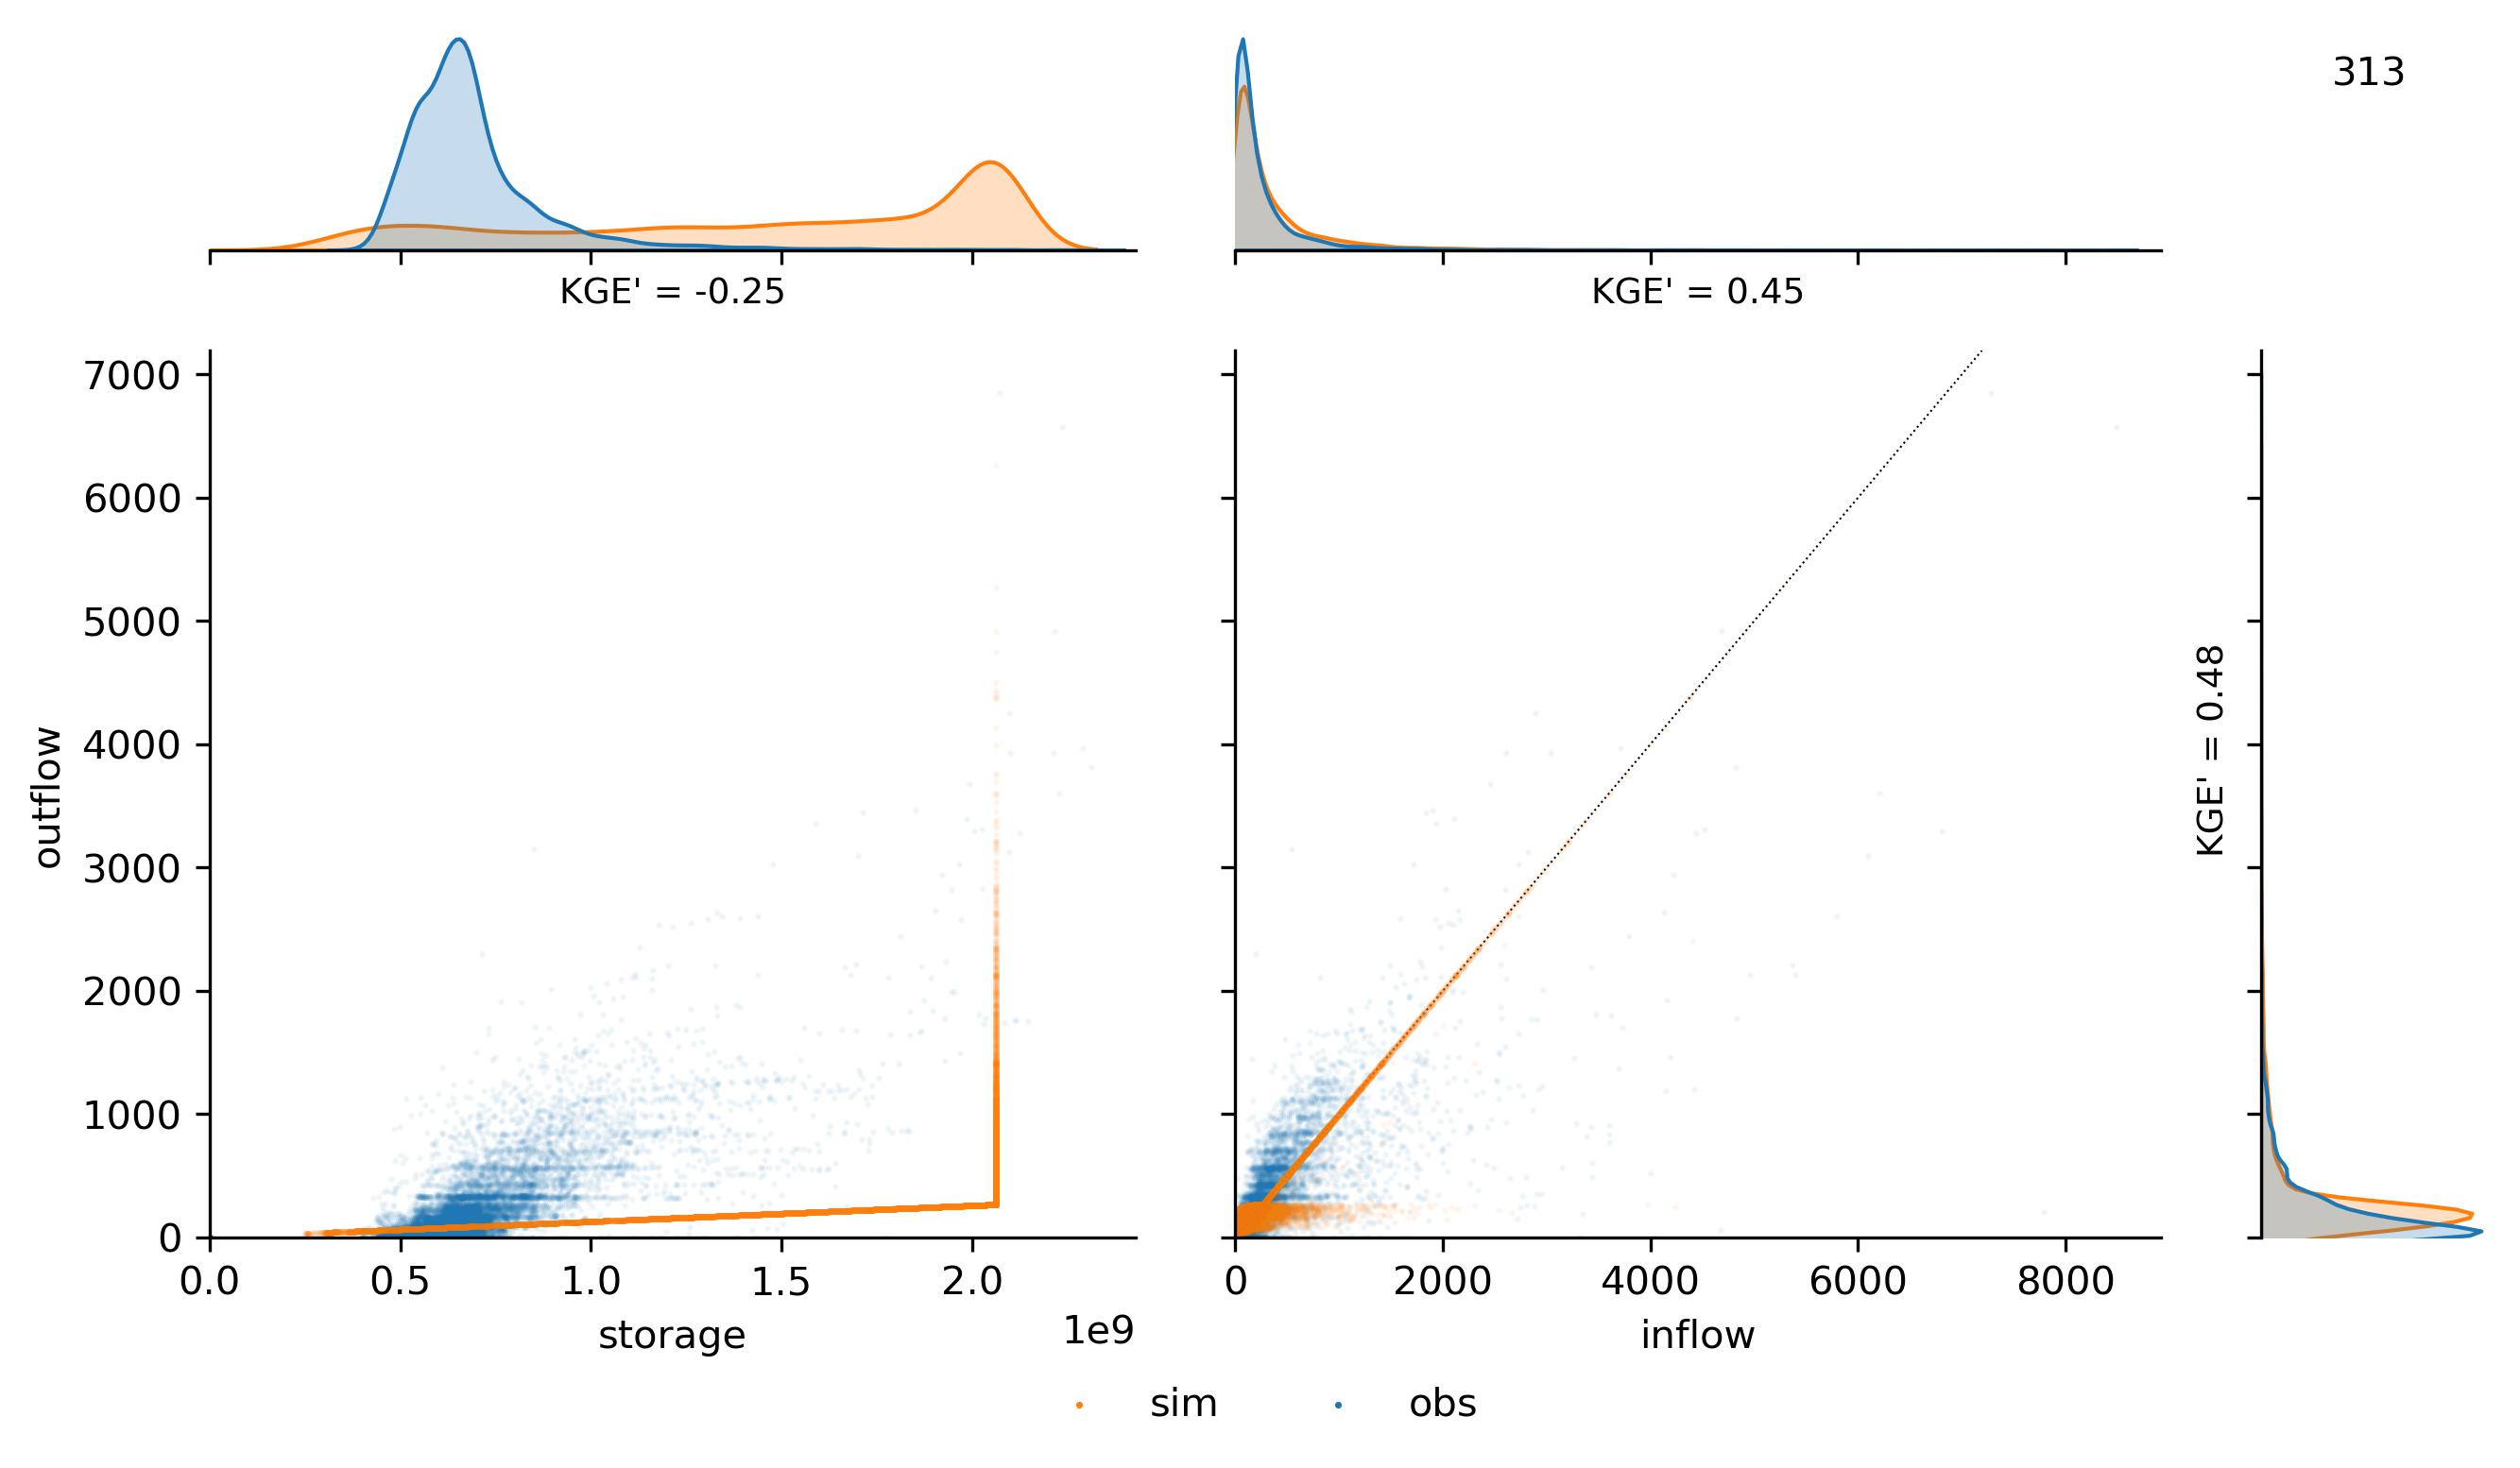 313
KGE' = -0.25
KGE' = 0.45
7000
6000
5000
4000
3000
2000
1000
0
outflow
KGE' = 0.48
0.0 0.5 1.0 1.5 2.0
1e9
storage
0 2000 4000 6000 8000
inflow
sim obs